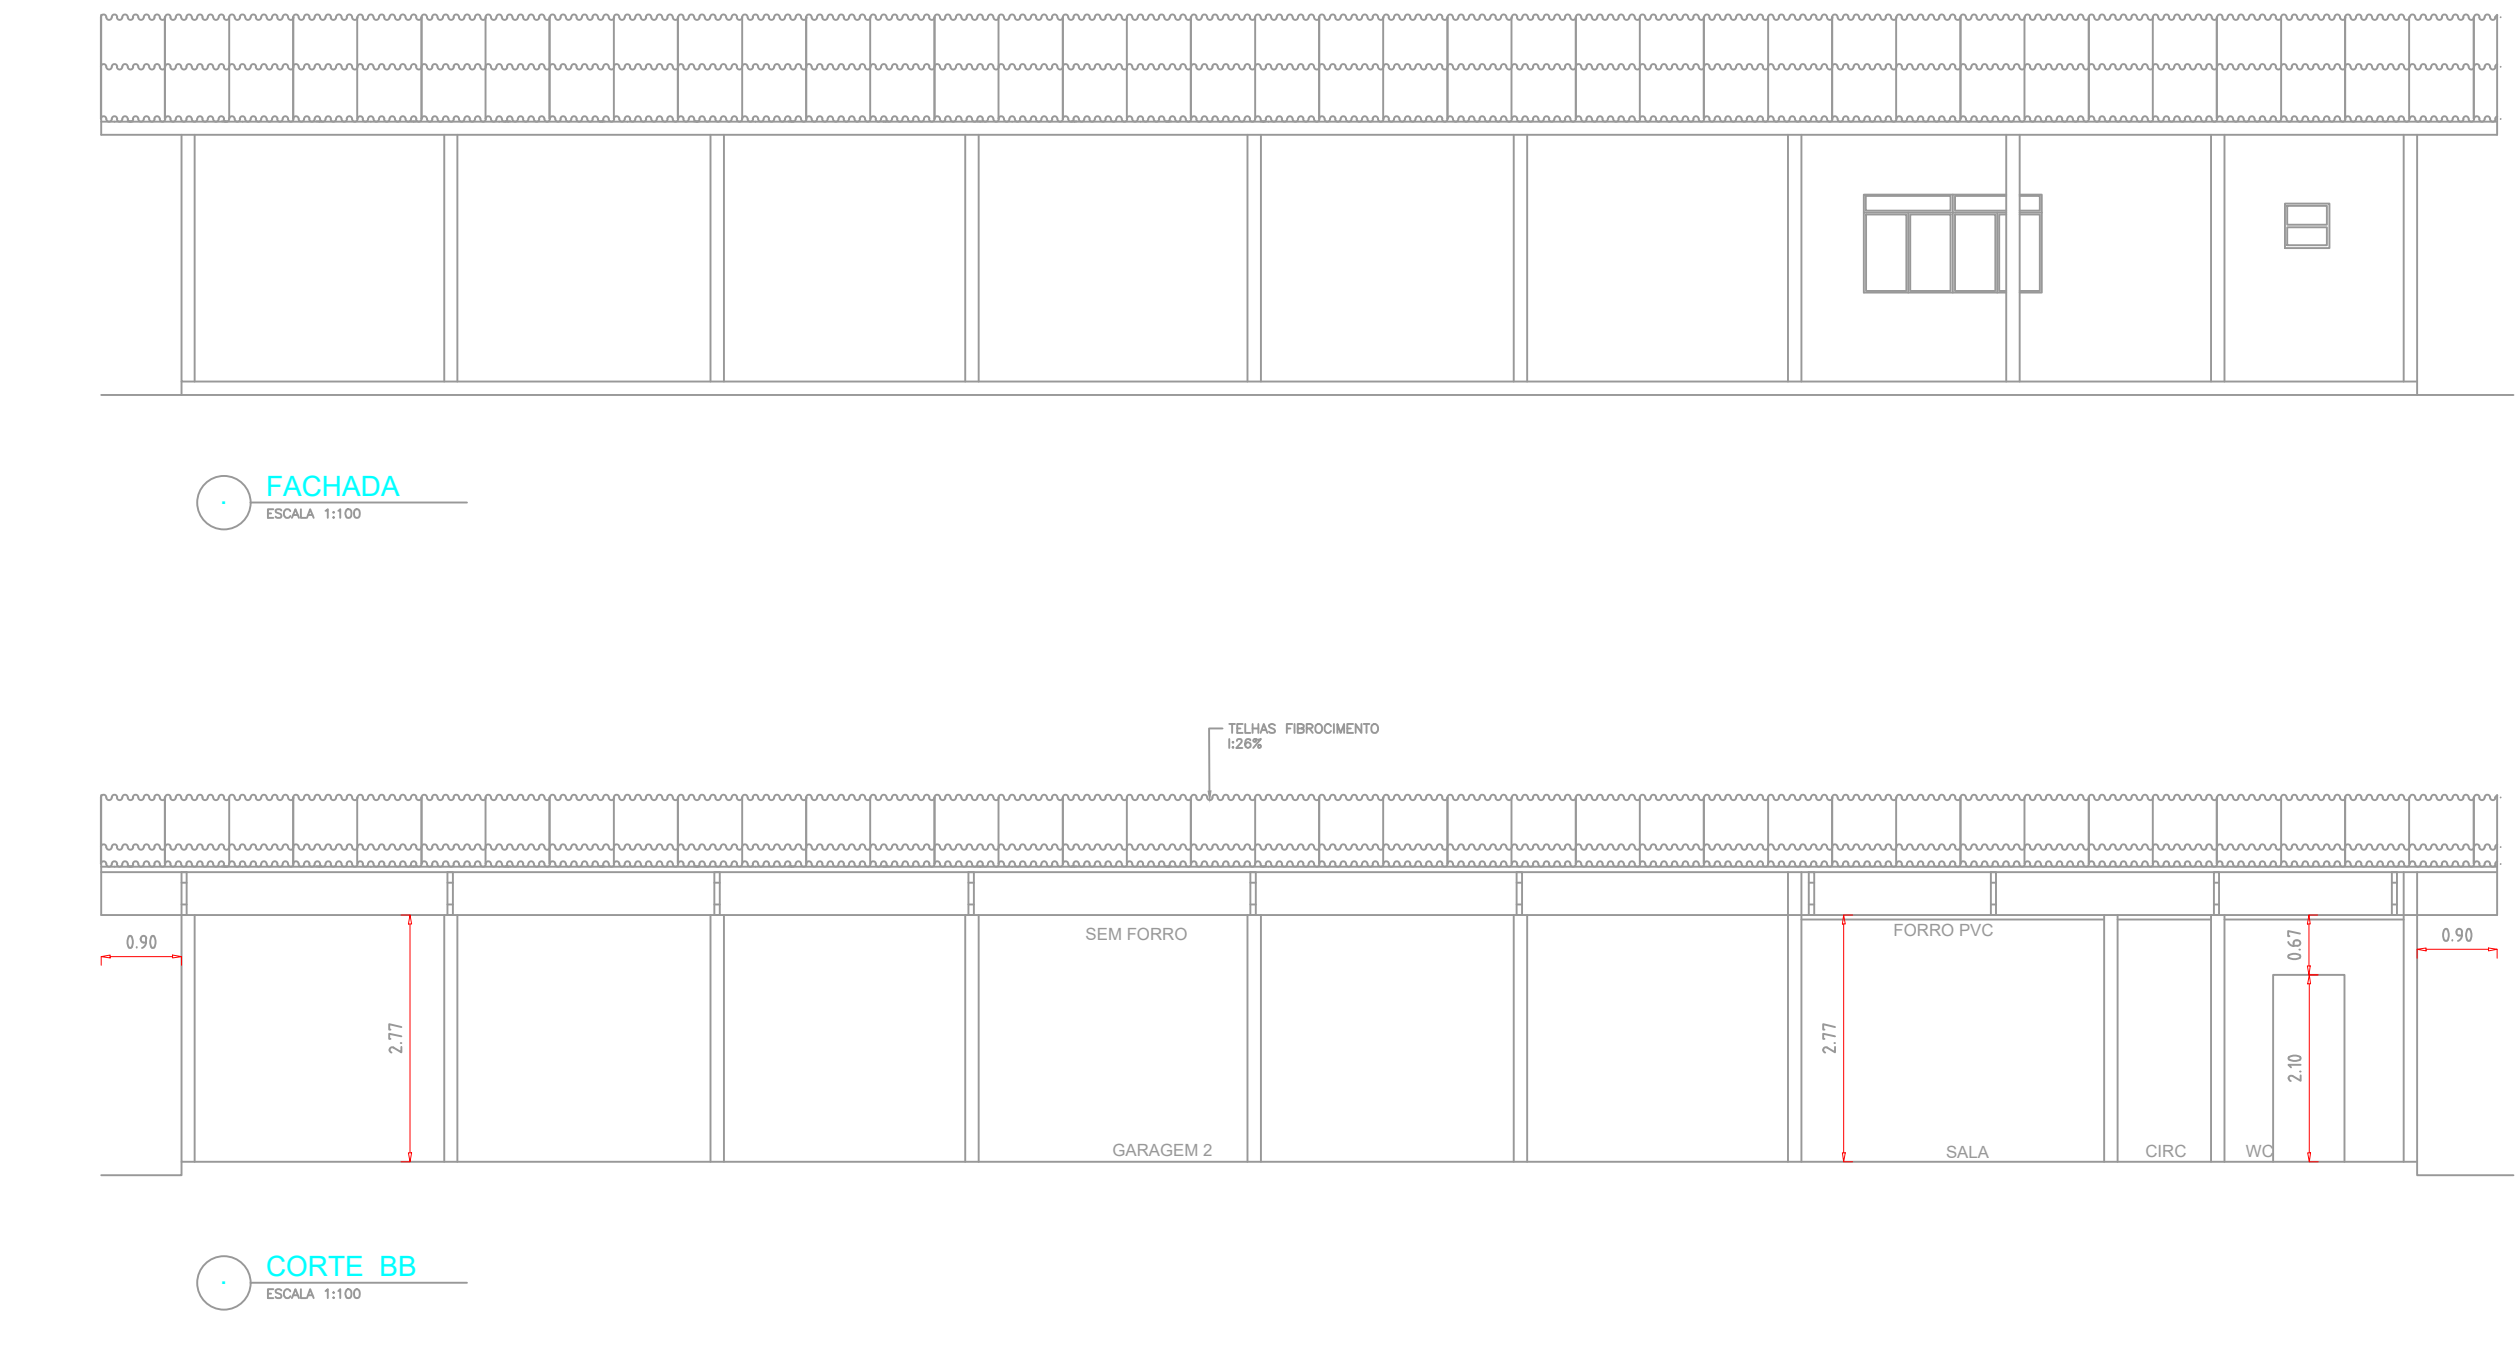 FACHADA
ESCALA 1:100
TELHAS FIBROCIMENTO
I:26%
SEM FORRO
FORRO PVC
0.90
0.67
0.90
2.77
2.77
2.10
GARAGEM 2
SALA
CIRC
WC
CORTE BB
ESCALA 1:100